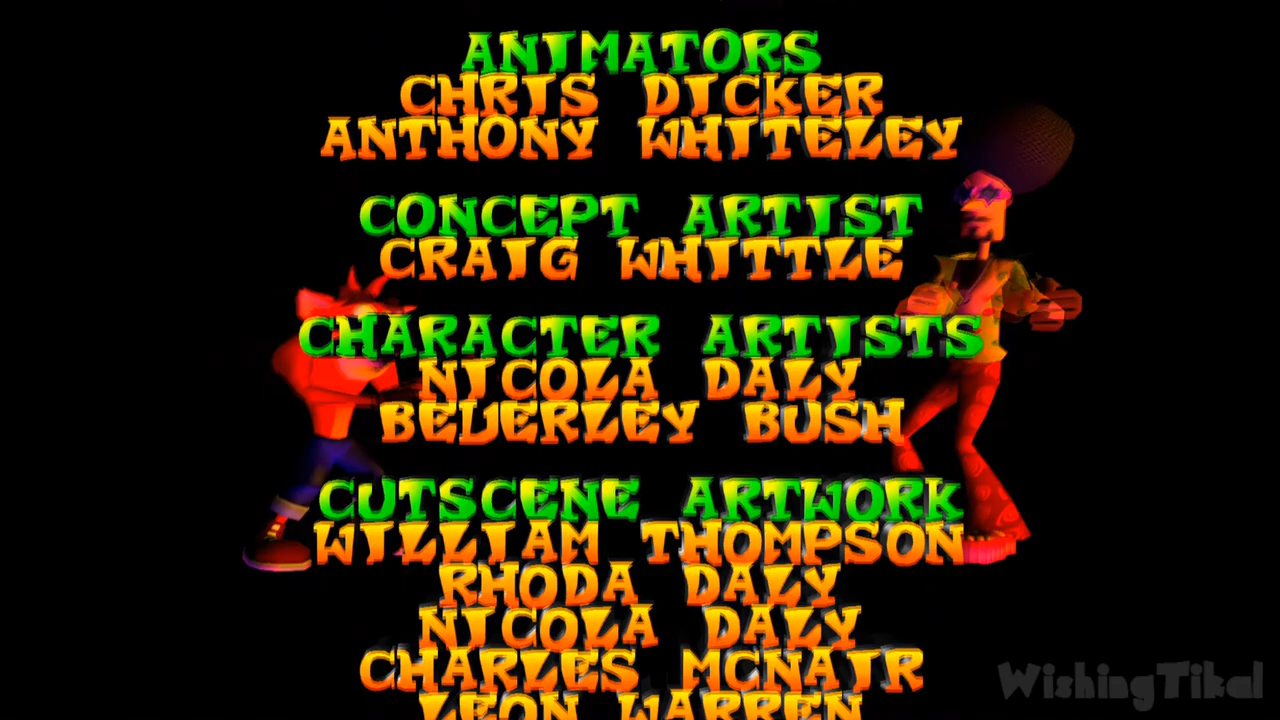 ANIMATORS
CHRIS DICKER
ANTHONY WHITELEY
CONCEPT ARTIST
CRAIG WHITTLE
CHARACTER ARTISTS
NICOLA DALY
BEVERLEY BUSH
CUTSCENE ARTWORK
WILLIAM THOMPSON
RHODA DALY
NICOLA DALY
CHARLES MCNAIR
LEON WARREN
WishingTikal